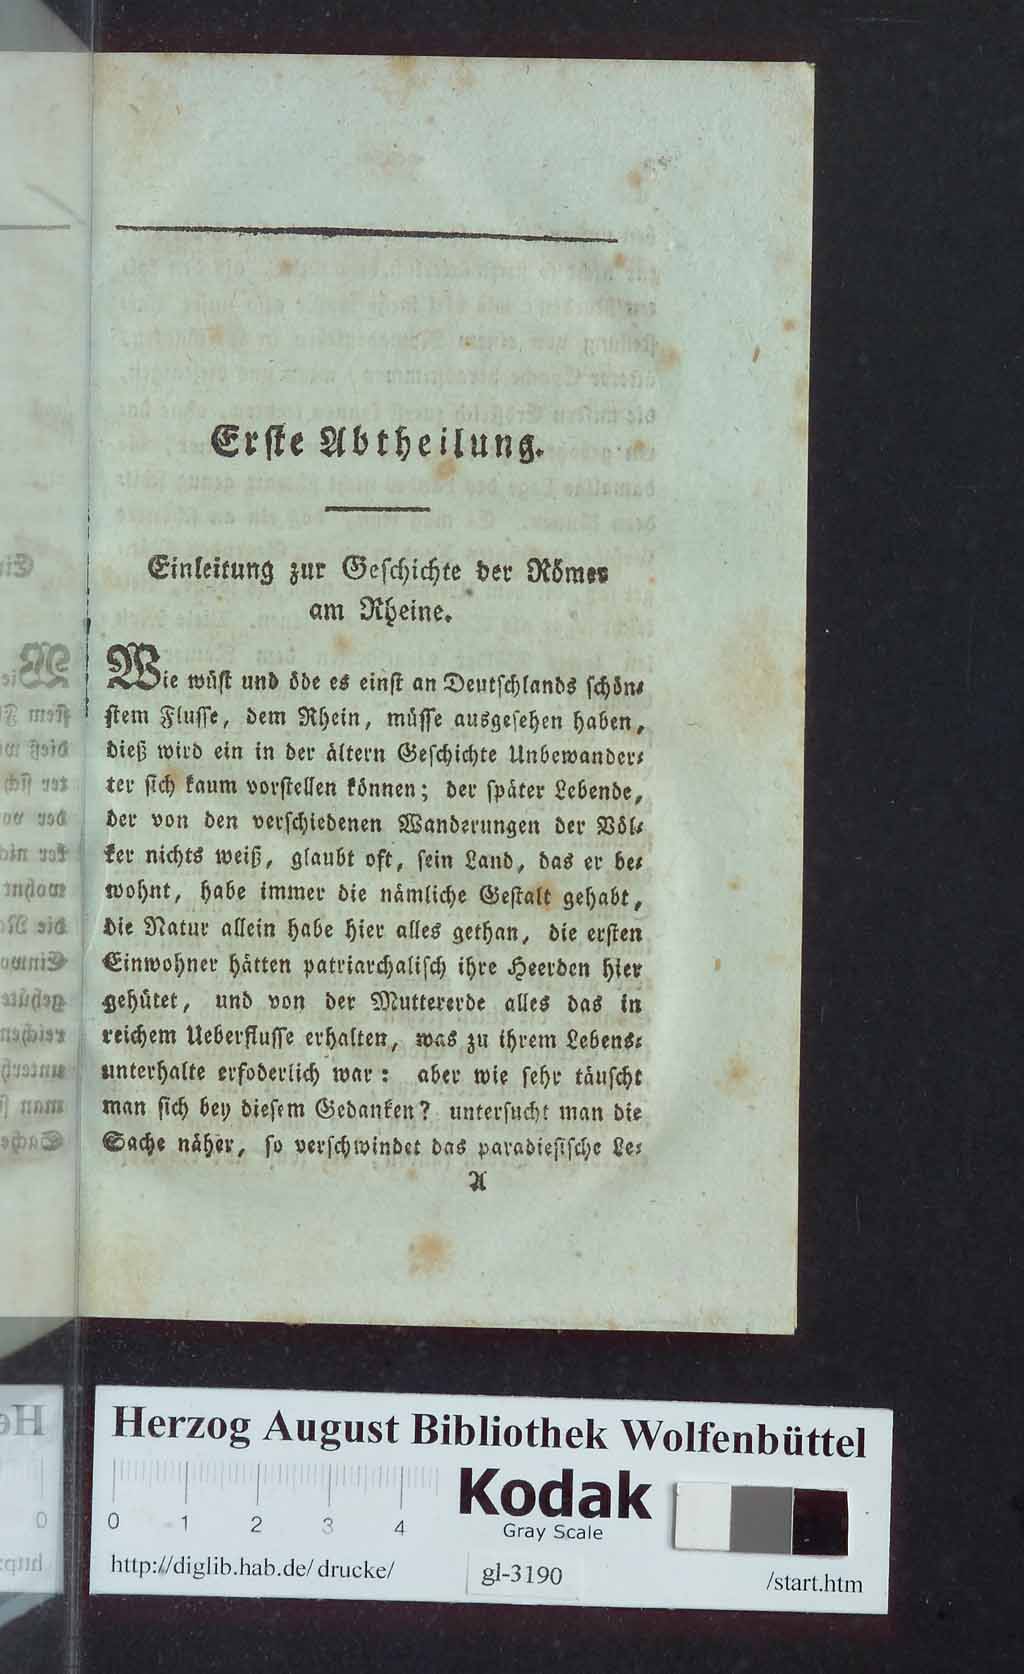 Erste Abtheilung.
Einleitung zur Geschichte der Römer
am Rheine.
Wie wüst und öde es einst an Deutschlands schön-
stem Flusse, dem Rhein, müsse ausgesehen haben,
dieß wird ein in der ältern Geschichte Unbewander-
ter sich kaum vorstellen können; der später Lebende,
der von den verschiedenen Wanderungen der Völ-
ker nichts weiß, glaubt oft, sein Land, das er be-
wohnt, habe immer die nämliche Gestalt gehabt,
die Natur allein habe hier alles gethan, die ersten
Einwohner hätten patriarchalisch ihre Heerden hier
gehütet, und von der Muttererde alles das in
reichem Ueberflusse erhalten, was zu ihrem Lebens-
unterhalte erfoderlich war: aber wie sehr täuscht
man sich bey diesem Gedanken? untersucht man die
Sache näher, so verschwindet das paradiesische Le-
A
Herzog August Bibliothek Wolfenbüttel
Kodak
Gray Scale
0 1 2 3 4
http://diglib.hab.de/drucke/ gl-3190 /start.htm